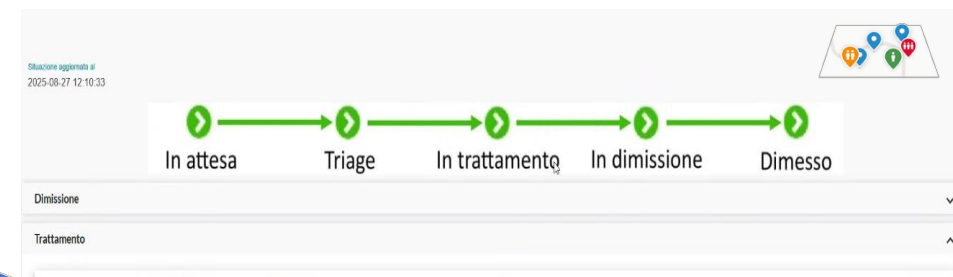 Situazione aggiornata al
2025-08-27 12:10:33
In attesa Triage In trattamento In dimissione Dimesso
Dimissione
Trattamento